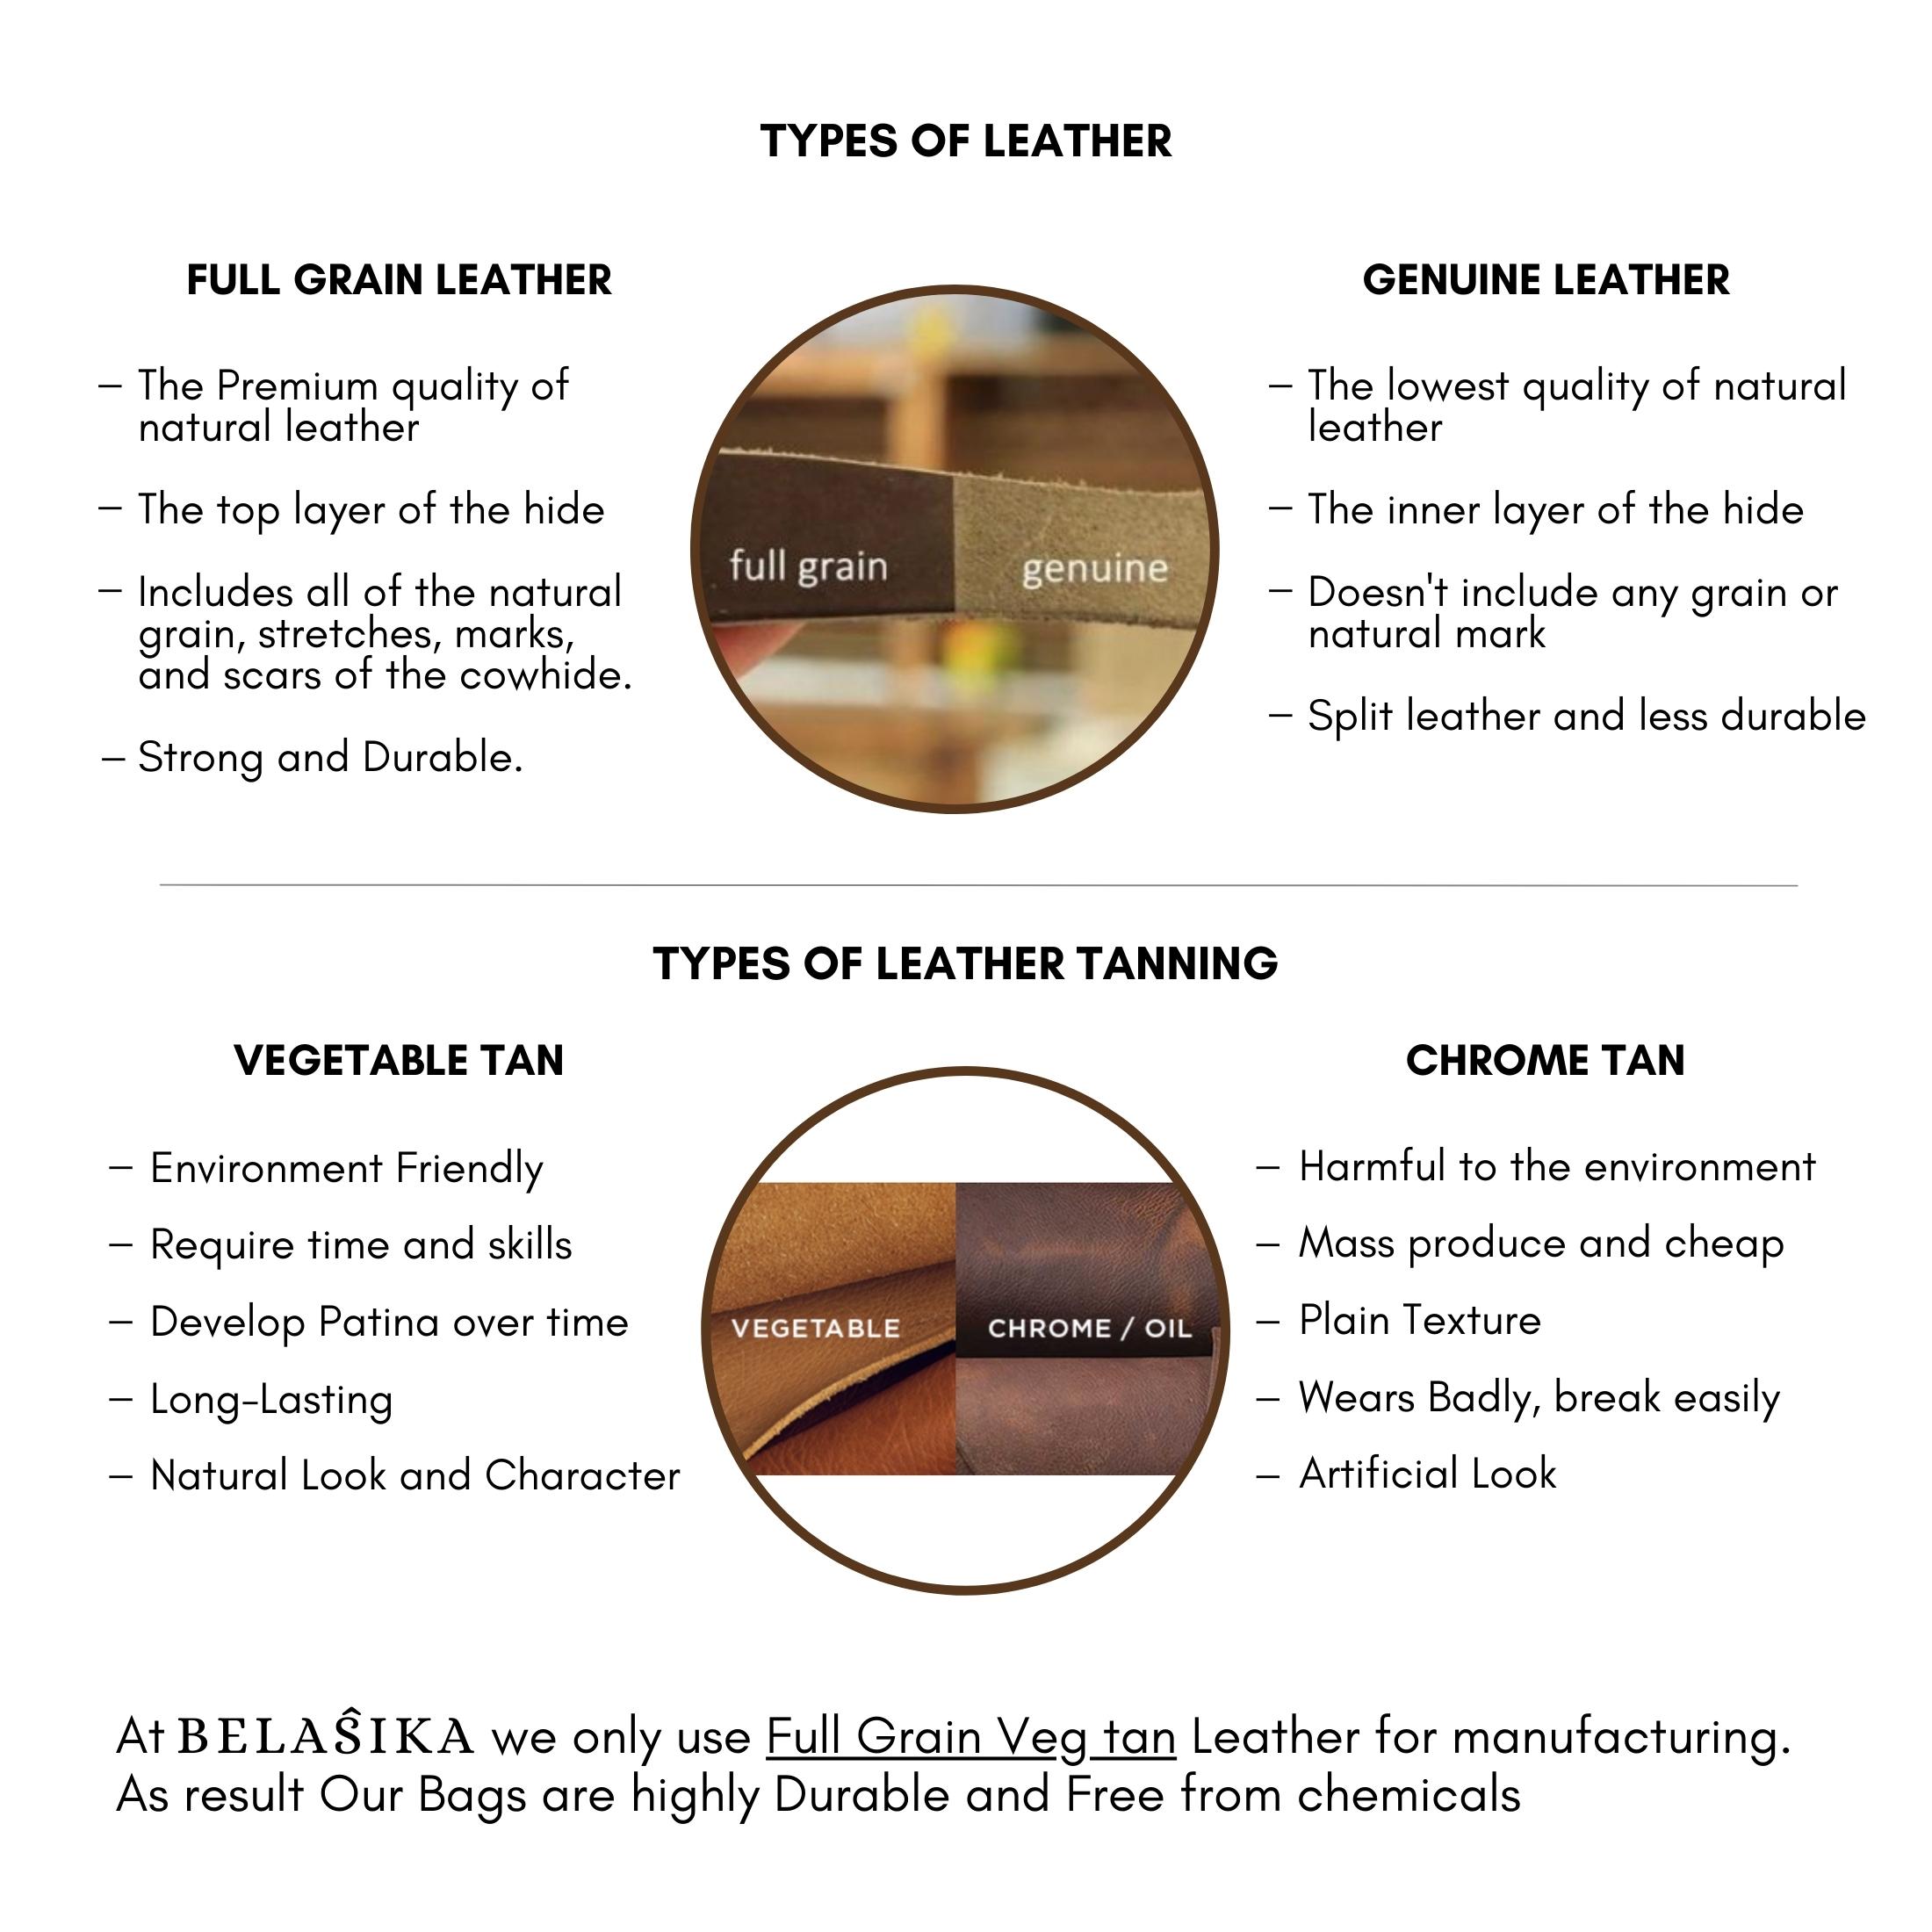 TYPES OF LEATHER
FULL GRAIN LEATHER
– The Premium quality of
natural leather
– The top layer of the hide
– Includes all of the natural
grain, stretches, marks,
and scars of the cowhide.
– Strong and Durable.
full grain
genuine
GENUINE LEATHER
– The lowest quality of natural
leather
– The inner layer of the hide
– Doesn't include any grain or
natural mark
– Split leather and less durable
TYPES OF LEATHER TANNING
VEGETABLE TAN
– Environment Friendly
– Require time and skills
– Develop Patina over time
– Long-Lasting
– Natural Look and Character
VEGETABLE
CHROME / OIL
CHROME TAN
– Harmful to the environment
– Mass produce and cheap
– Plain Texture
– Wears Badly, break easily
– Artificial Look
At BELAŜIKA we only use Full Grain Veg tan Leather for manufacturing.
As result Our Bags are highly Durable and Free from chemicals